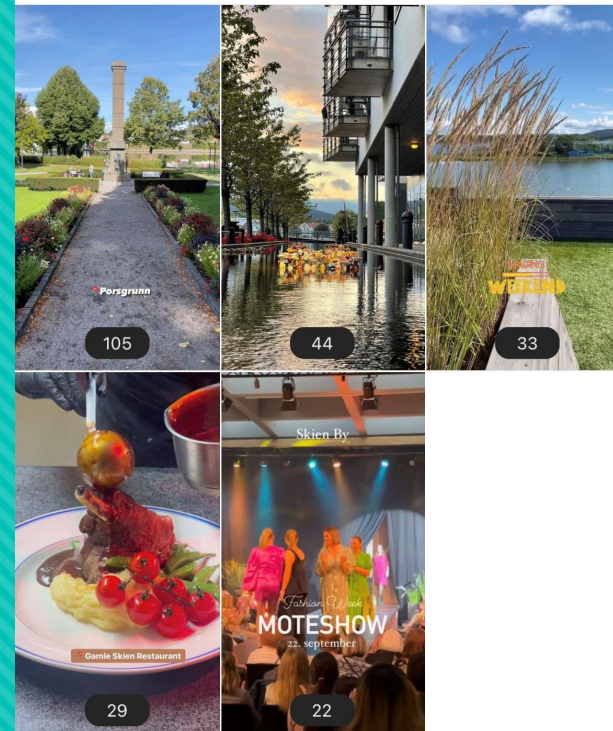 Porsgrunn
105
44
WEEKEND
33
Gamle Skien Restaurant
29
Skien By
Fashion Week
MOTESHOW
22. september
22